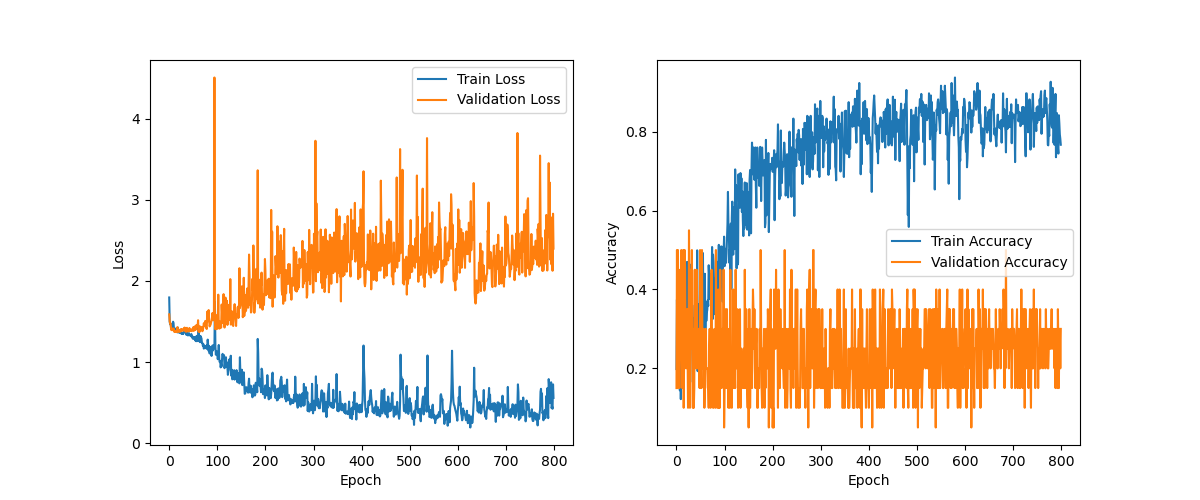 Train Loss
Validation Loss
4
3
2
1
0
Loss
0 100 200 300 400 500 600 700 800
Epoch
Train Accuracy
Validation Accuracy
0.8
0.6
0.4
0.2
Accuracy
0 100 200 300 400 500 600 700 800
Epoch